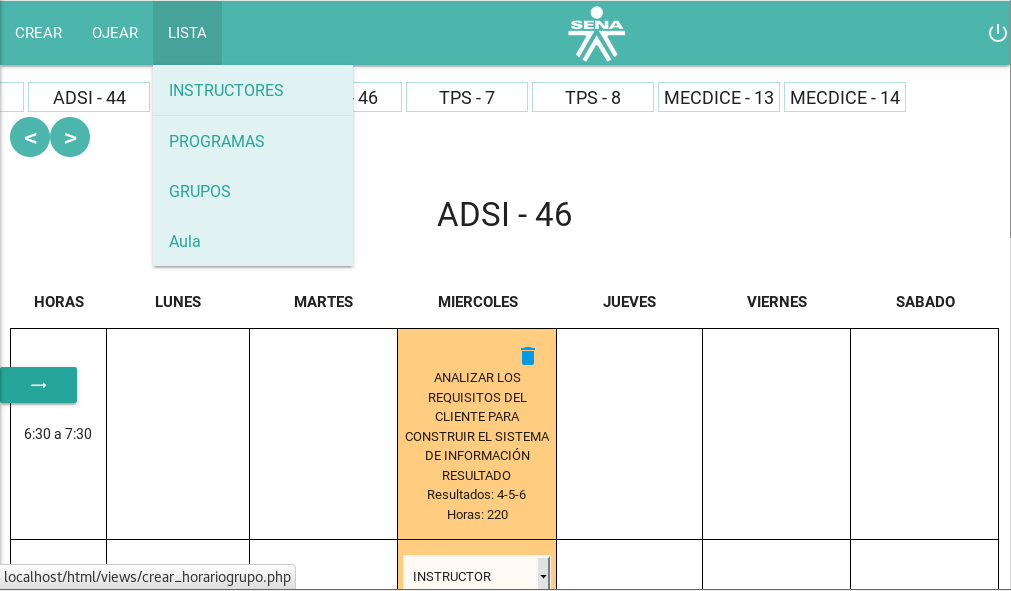 CREAR OJEAR LISTA SENA
INSTRUCTORES
PROGRAMAS
GRUPOS
Aula
ADSI - 44 - 46 TPS - 7 TPS - 8 MECDICE - 13 MECDICE - 14
< >
ADSI - 46
HORAS LUNES MARTES MIERCOLES JUEVES VIERNES SABADO
→
6:30 a 7:30
ANALIZAR LOS
REQUISITOS DEL
CLIENTE PARA
CONSTRUIR EL SISTEMA
DE INFORMACIÓN
RESULTADO
Resultados: 4-5-6
Horas: 220
INSTRUCTOR
localhost/html/views/crear_horariogrupo.php